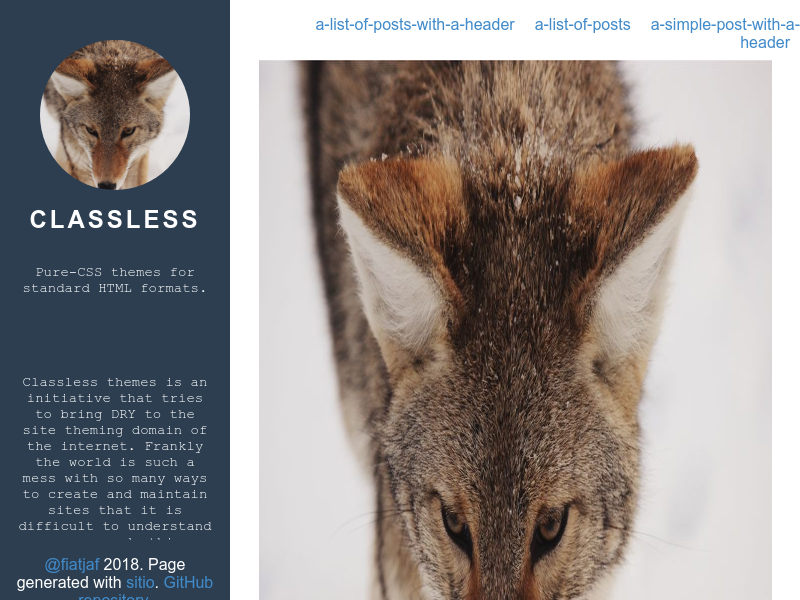 CLASSLESS
Pure-CSS themes for
standard HTML formats.
Classless themes is an
initiative that tries
to bring DRY to the
site theming domain of
the internet. Frankly
the world is such a
mess with so many ways
to create and maintain
sites that it is
difficult to understand
@fiatjaf 2018. Page
generated with sitio. GitHub
repository
a-list-of-posts-with-a-header a-list-of-posts a-simple-post-with-a-
header